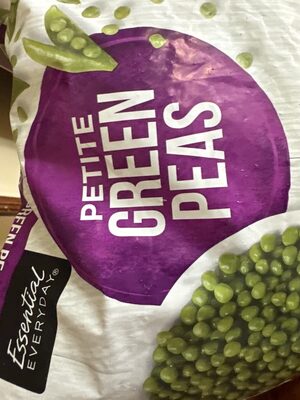 PETITE
GREEN
PEAS
Essential
EVERYDAY®